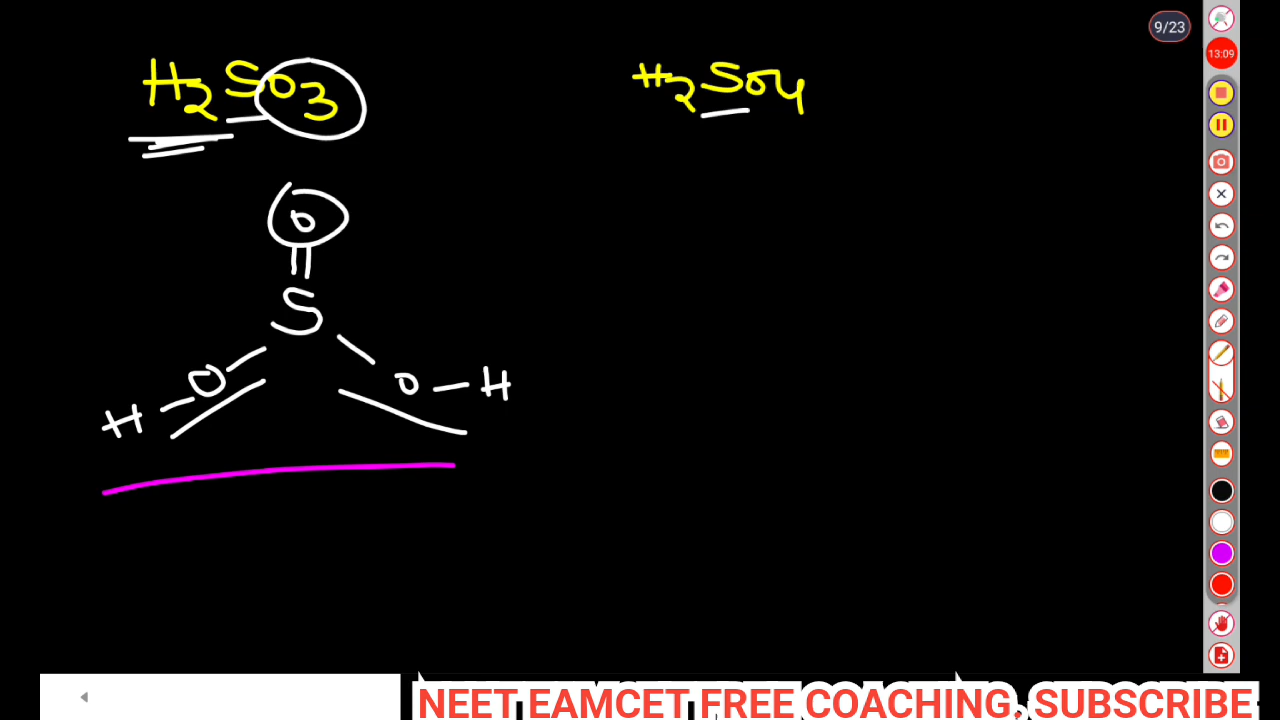 9/23
13:09
H2SO3
H2SO4
O
S
H O O H
NEET EAMCET FREE COACHING, SUBSCRIBE